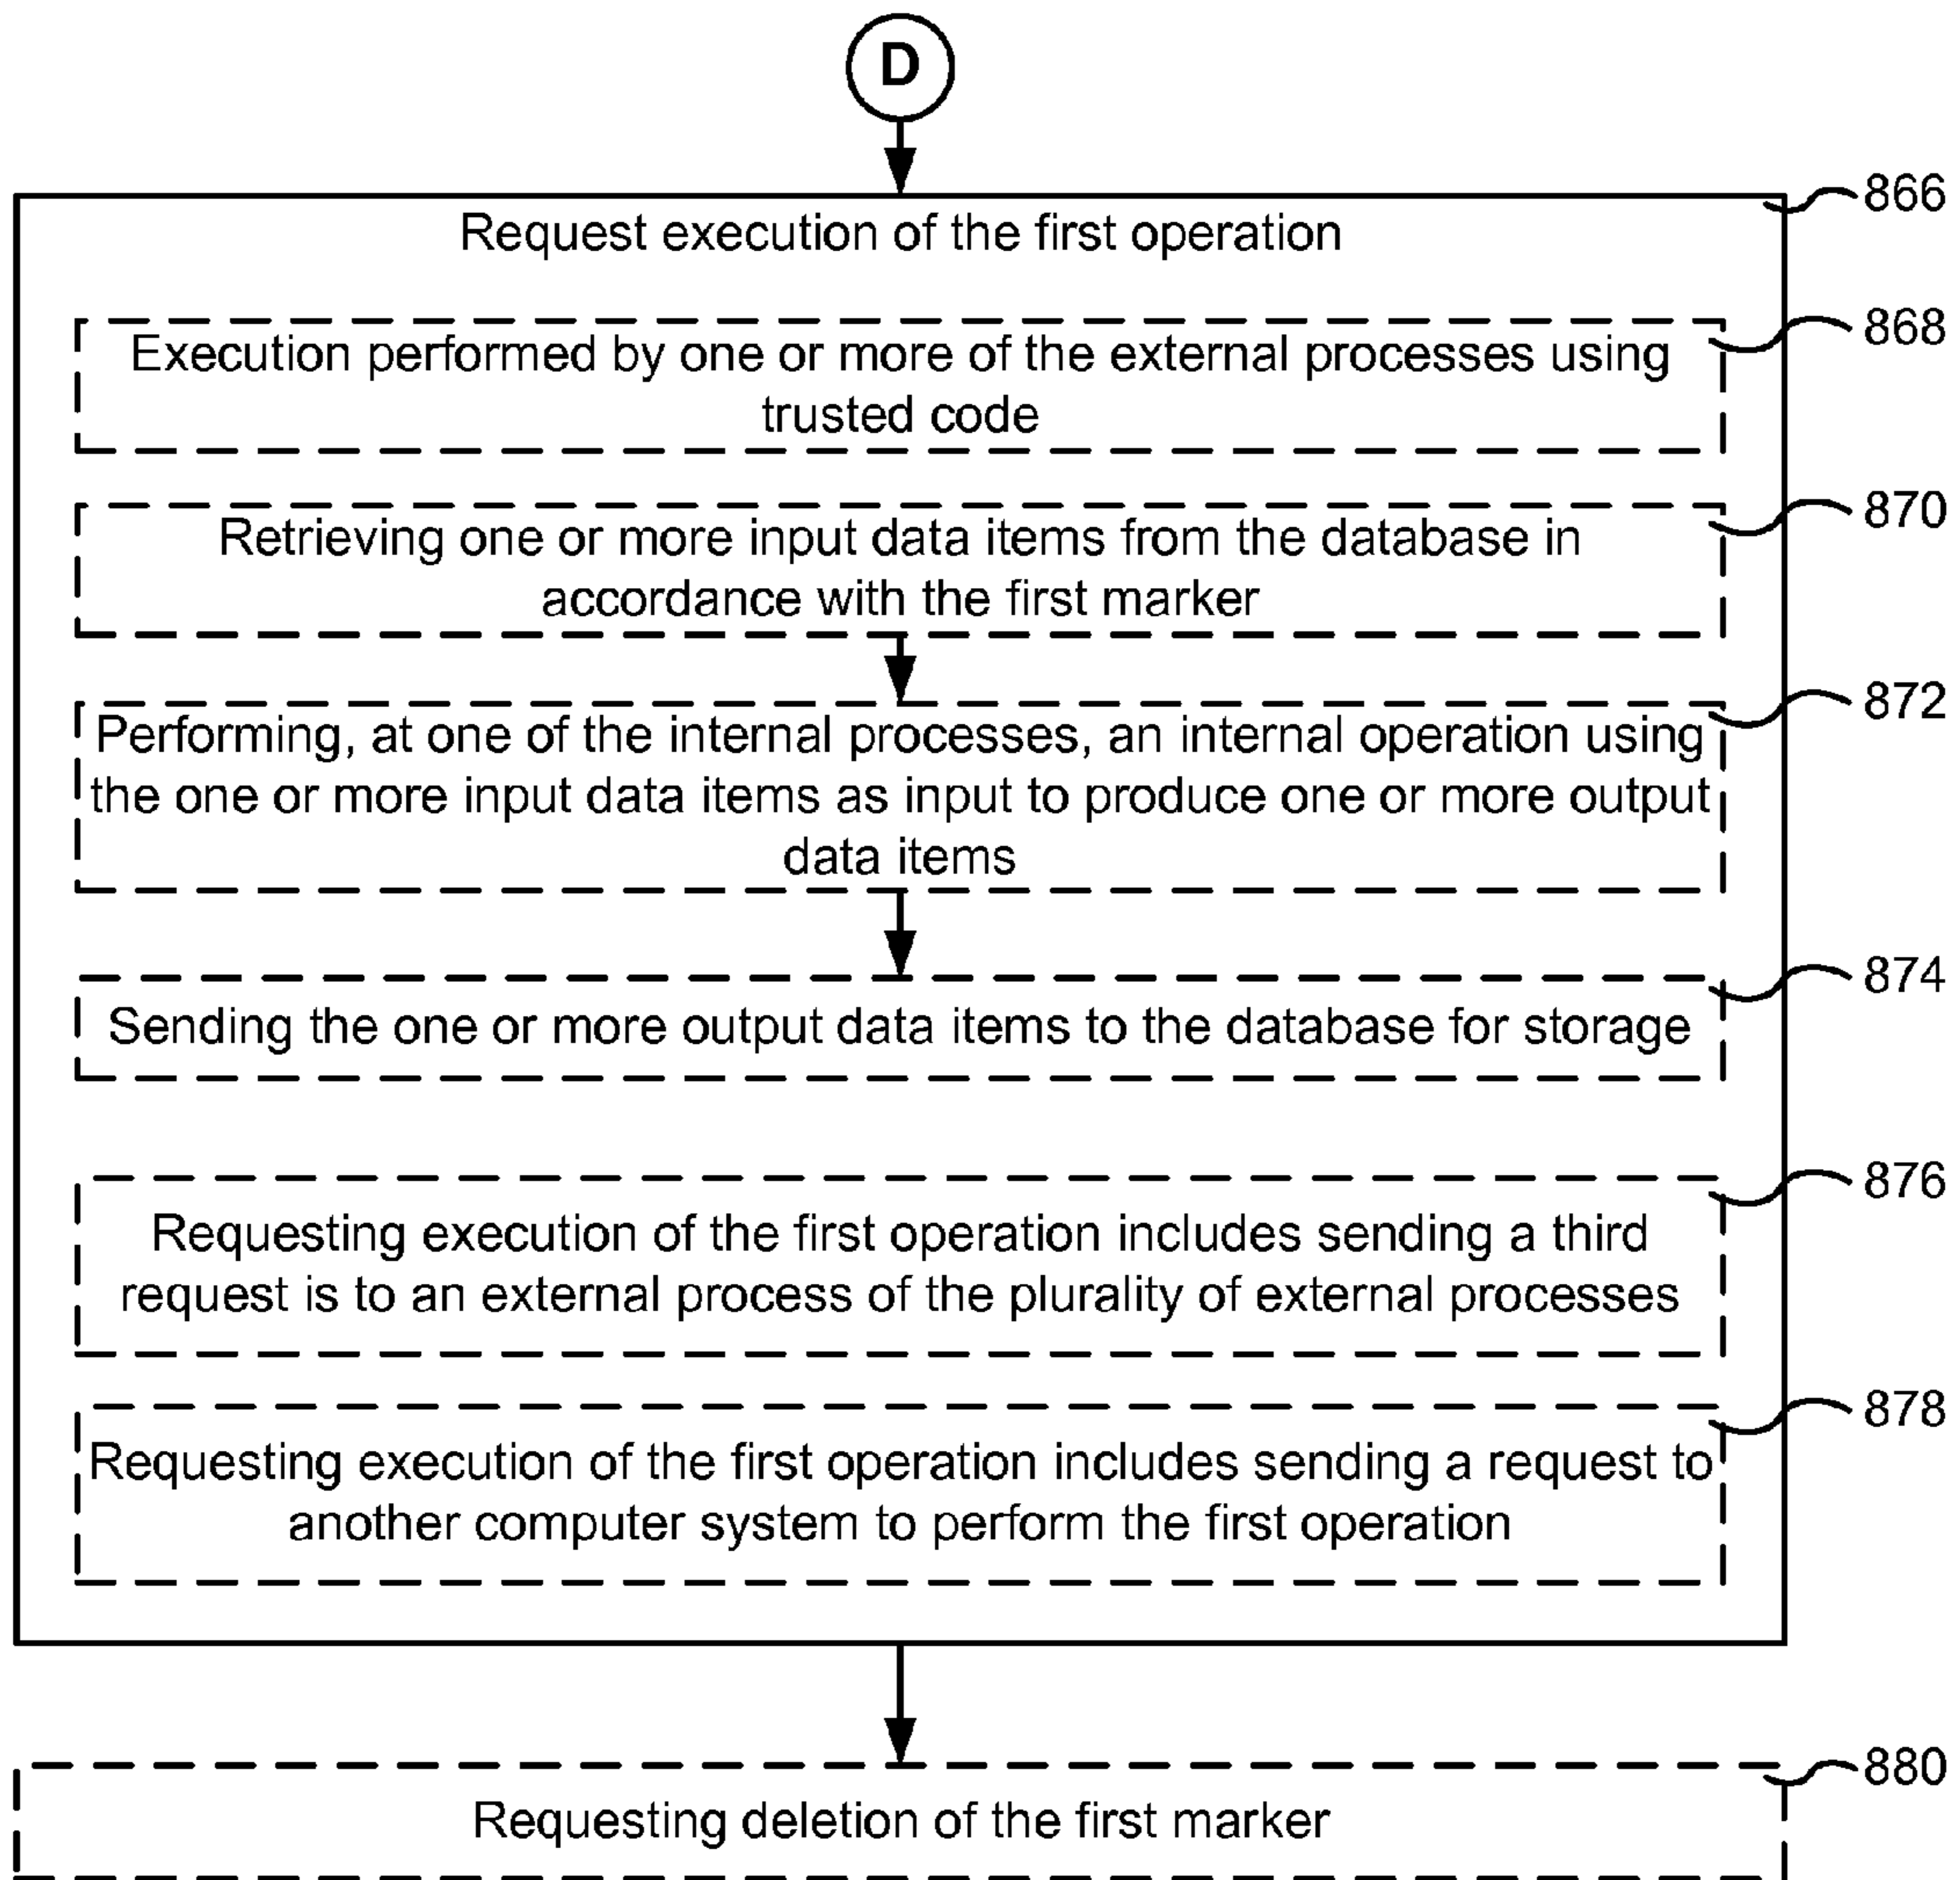 D
866
Request execution of the first operation
868
Execution performed by one or more of the external processes using
trusted code
870
Retrieving one or more input data items from the database in
accordance with the first marker
872
Performing, at one of the internal processes, an internal operation using
the one or more input data items as input to produce one or more output
data items
874
Sending the one or more output data items to the database for storage
876
Requesting execution of the first operation includes sending a third
request is to an external process of the plurality of external processes
878
Requesting execution of the first operation includes sending a request to
another computer system to perform the first operation
880
Requesting deletion of the first marker